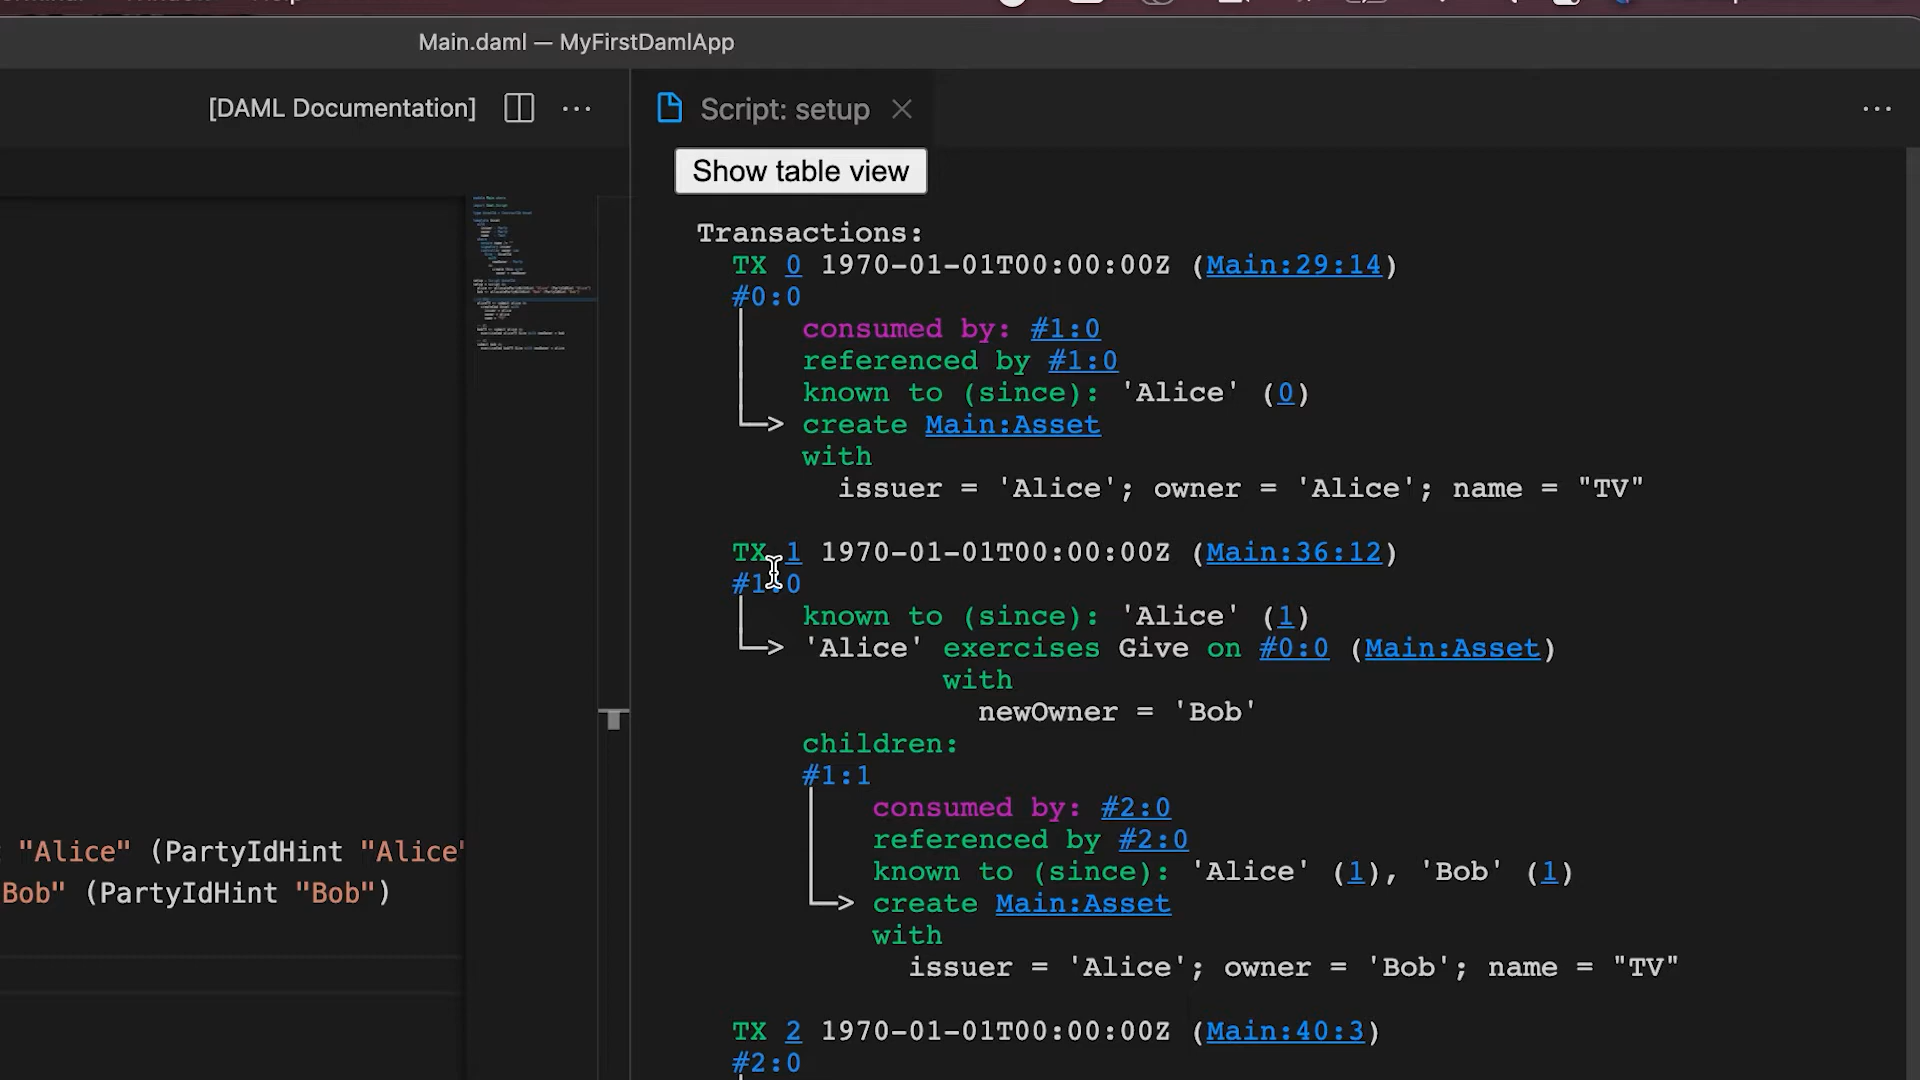 Main.daml — MyFirstDamlApp
[DAML Documentation]
Script: setup
Show table view
Transactions:
TX 0 1970-01-01T00:00:00Z (Main:29:14)
#0:0
consumed by: #1:0
referenced by #1:0
known to (since): 'Alice' (0)
└─> create Main:Asset
with
issuer = 'Alice'; owner = 'Alice'; name = "TV"
TX 1 1970-01-01T00:00:00Z (Main:36:12)
#1:0
known to (since): 'Alice' (1)
└─> 'Alice' exercises Give on #0:0 (Main:Asset)
with
newOwner = 'Bob'
children:
#1:1
consumed by: #2:0
referenced by #2:0
known to (since): 'Alice' (1), 'Bob' (1)
└─> create Main:Asset
with
issuer = 'Alice'; owner = 'Bob'; name = "TV"
TX 2 1970-01-01T00:00:00Z (Main:40:3)
#2:0
"Alice" (PartyIdHint "Alice"
Bob" (PartyIdHint "Bob")